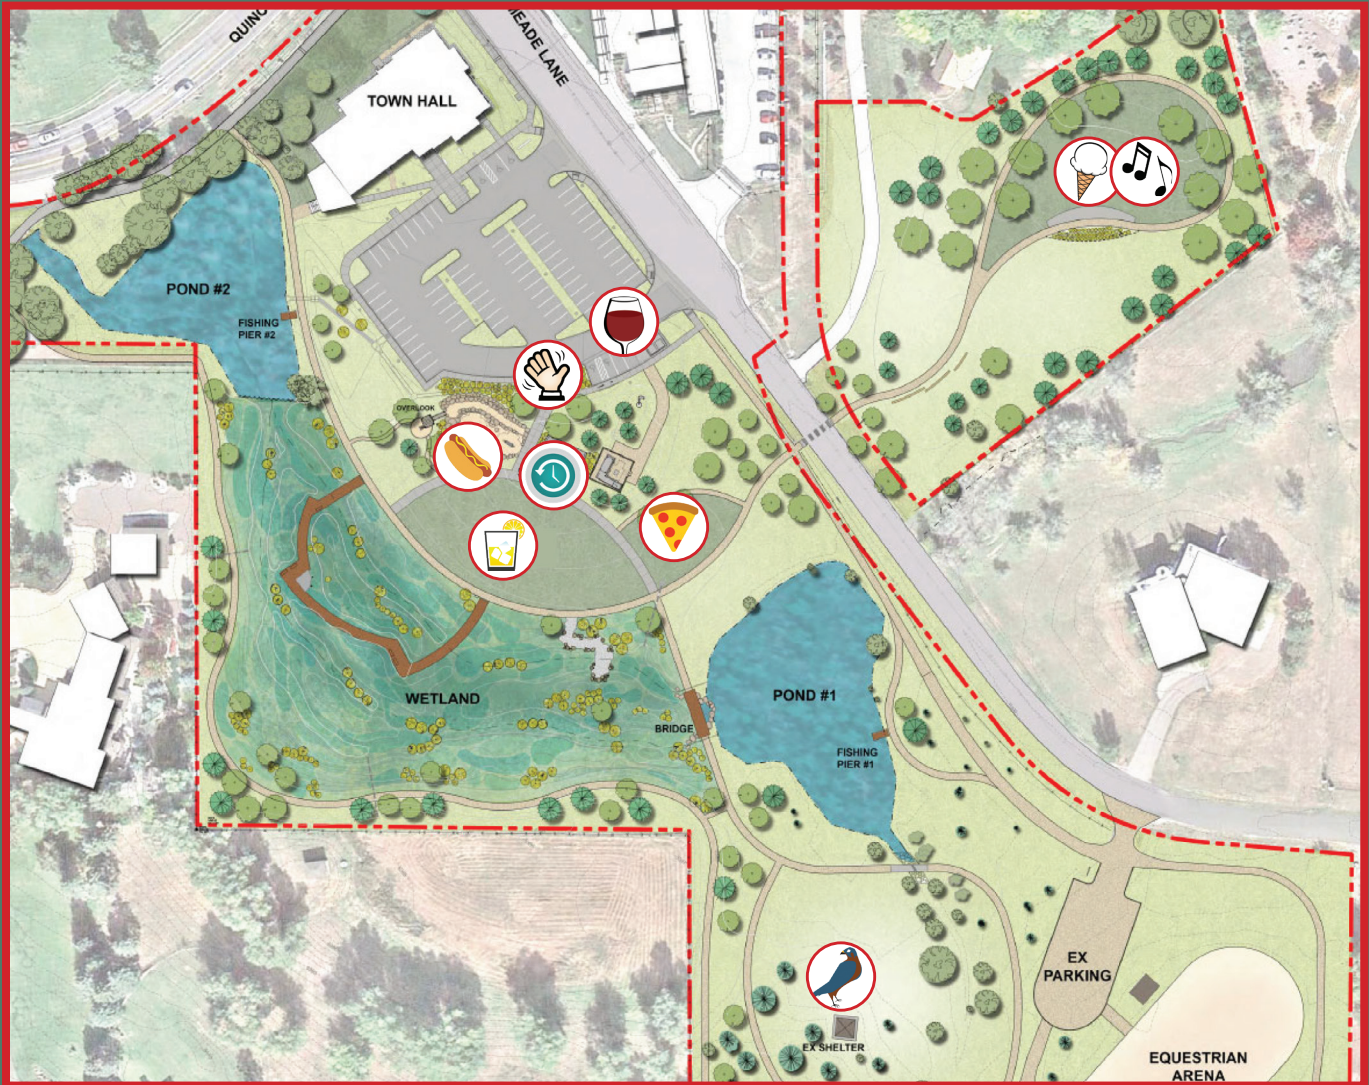 QUINC
MEADE LANE
TOWN HALL
POND #2
FISHING
PIER #2
OVERLOOK
WETLAND
BRIDGE
POND #1
FISHING
PIER #1
EX
PARKING
EX SHELTER
EQUESTRIAN
ARENA